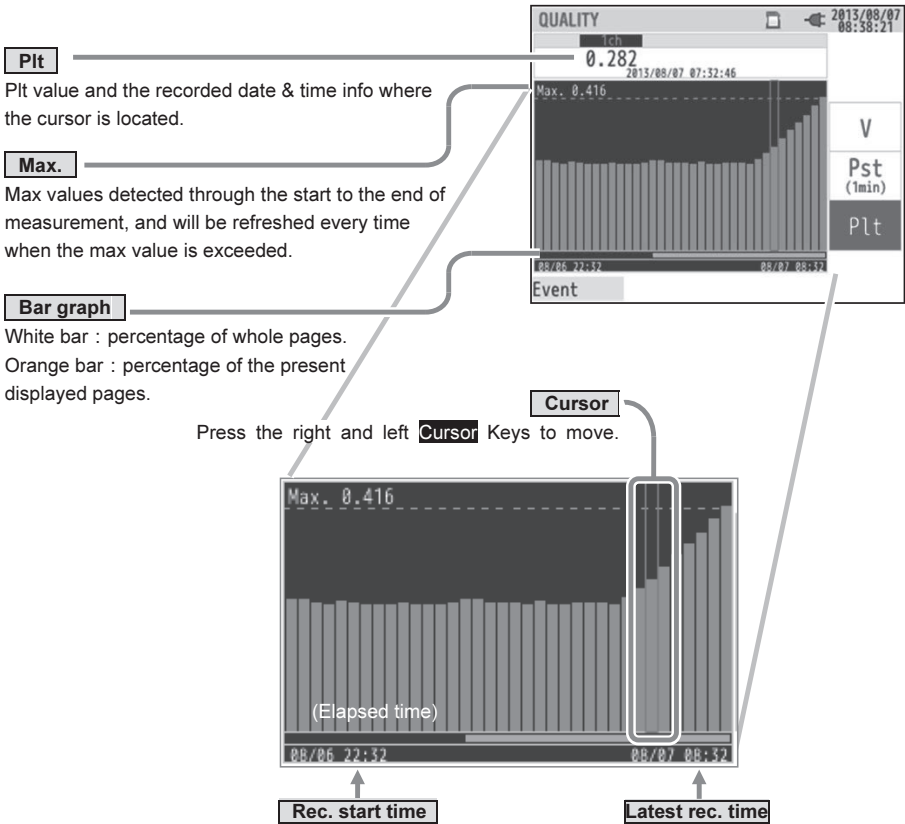 Plt
Plt value and the recorded date & time info where
the cursor is located.
Max.
Max values detected through the start to the end of
measurement, and will be refreshed every time
when the max value is exceeded.
Bar graph
White bar : percentage of whole pages.
Orange bar : percentage of the present
displayed pages.
QUALITY
2013/08/07
08:38:21
1ch
0.282
2013/08/07 07:32:46
Max. 0.416
V
Pst
(1min)
Plt
08/06 22:32 08/07 08:32
Event
Cursor
Press the right and left Cursor Keys to move.
Max. 0.416
(Elapsed time)
08/06 22:32 08/07 08:32
Rec. start time Latest rec. time